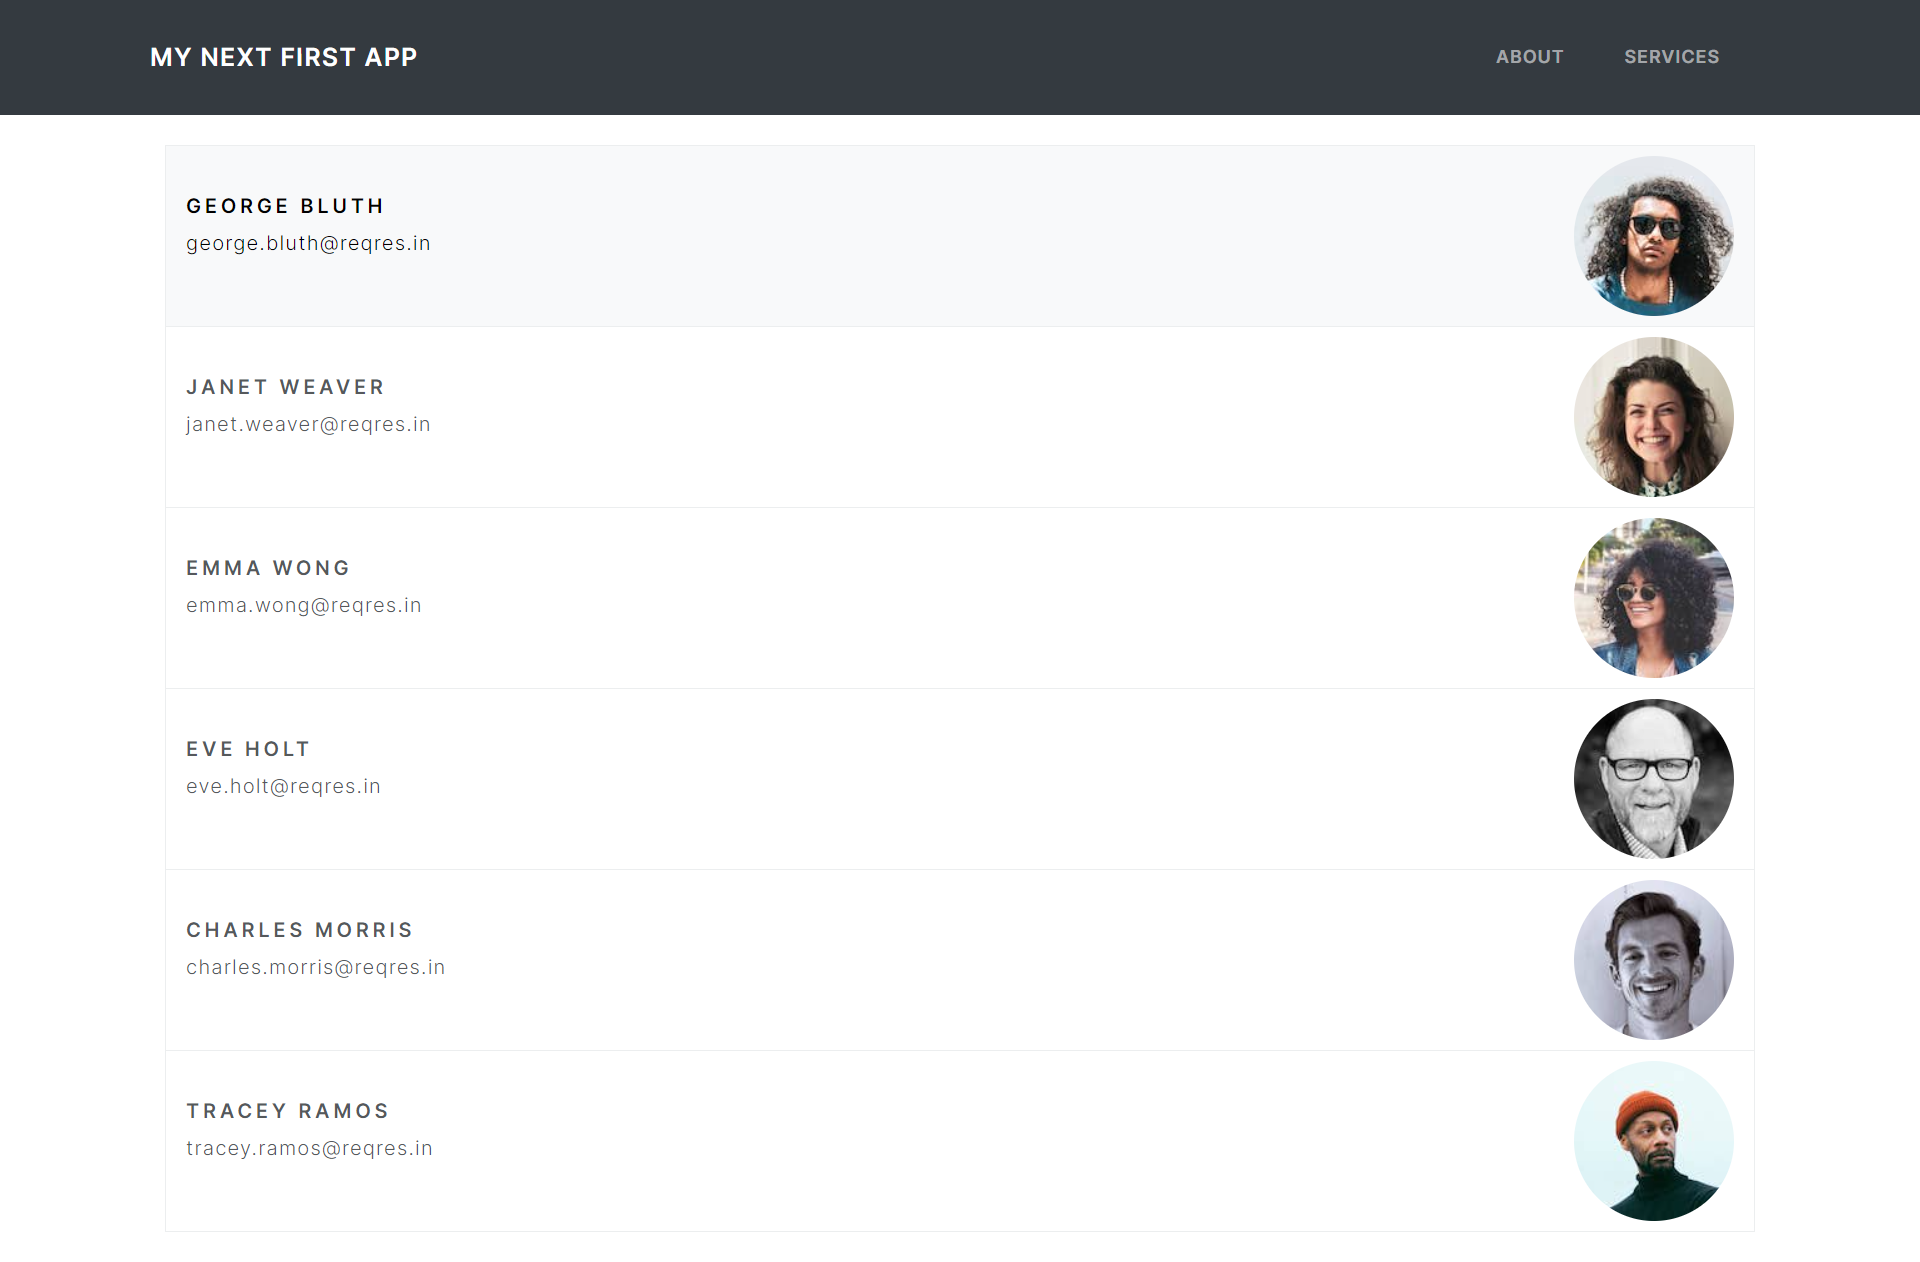 MY NEXT FIRST APP
ABOUT
SERVICES
GEORGE BLUTH
george.bluth@reqres.in
JANET WEAVER
janet.weaver@reqres.in
EMMA WONG
emma.wong@reqres.in
EVE HOLT
eve.holt@reqres.in
CHARLES MORRIS
charles.morris@reqres.in
TRACEY RAMOS
tracey.ramos@reqres.in